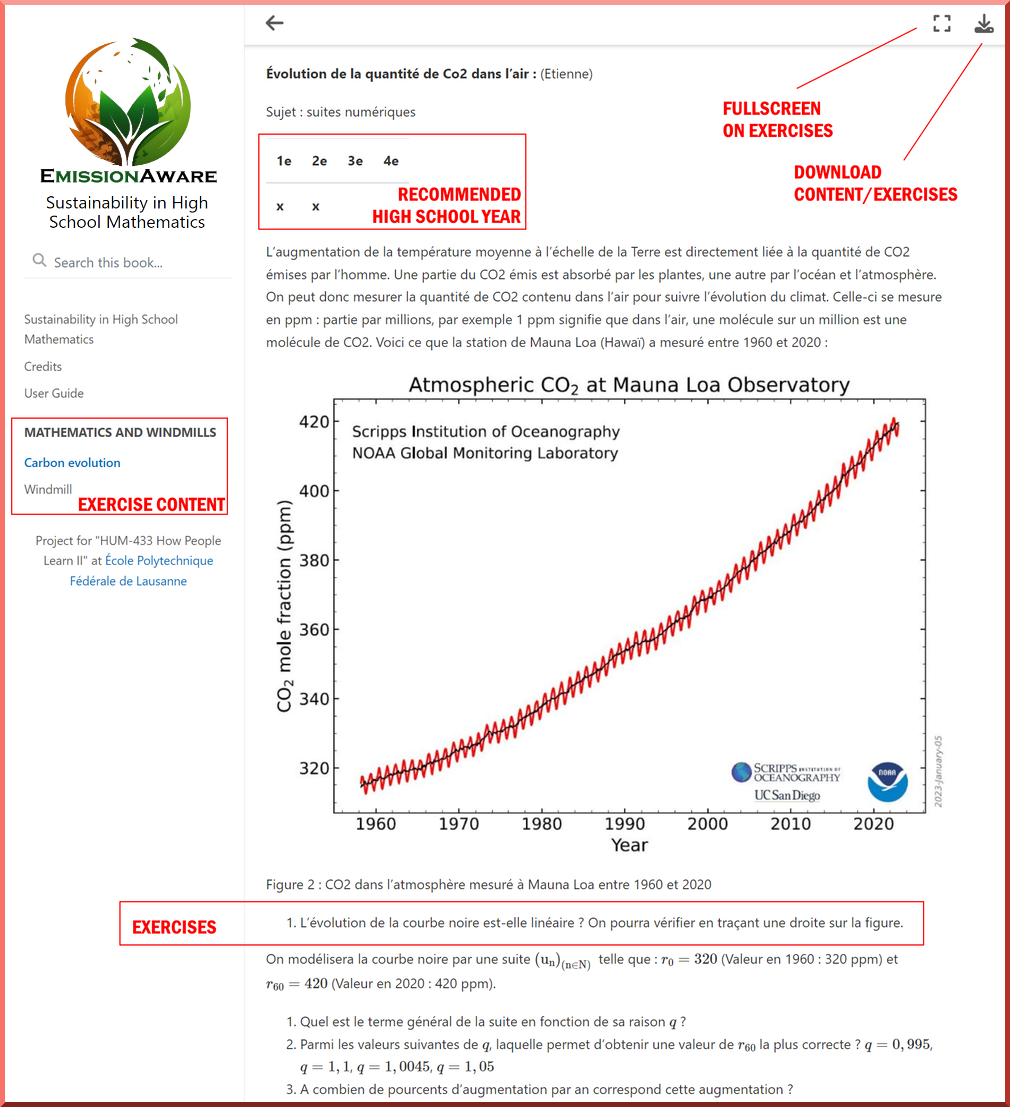 EMISSIONAWARE
Sustainability in High
School Mathematics
Search this book...
Sustainability in High School
Mathematics
Credits
User Guide
MATHEMATICS AND WINDMILLS
Carbon evolution
Windmill
EXERCISE CONTENT
Project for "HUM-433 How People
Learn II" at École Polytechnique
Fédérale de Lausanne
FULLSCREEN
ON EXERCISES
DOWNLOAD
CONTENT/EXERCISES
Évolution de la quantité de Co2 dans l’air : (Etienne)
Sujet : suites numériques
1e 2e 3e 4e
x x
RECOMMENDED
HIGH SCHOOL YEAR
L’augmentation de la température moyenne à l’échelle de la Terre est directement liée à la quantité de CO2
émises par l’homme. Une partie du CO2 émis est absorbé par les plantes, une autre par l’océan et l’atmosphère.
On peut donc mesurer la quantité de CO2 contenu dans l’air pour suivre l’évolution du climat. Celle-ci se mesure
en ppm : partie par millions, par exemple 1 ppm signifie que dans l’air, une molécule sur un million est une
molécule de CO2. Voici ce que la station de Mauna Loa (Hawaï) a mesuré entre 1960 et 2020 :
Atmospheric CO₂ at Mauna Loa Observatory
Scripps Institution of Oceanography
NOAA Global Monitoring Laboratory
CO₂ mole fraction (ppm)
420
400
380
360
340
320
SCRIPPS INSTITUTION OF
OCEANOGRAPHY
UC San Diego
NOAA
2023-January-05
1960 1970 1980 1990 2000 2010 2020
Year
Figure 2 : CO2 dans l’atmosphère mesuré à Mauna Loa entre 1960 et 2020
EXERCISES
1. L’évolution de la courbe noire est-elle linéaire ? On pourra vérifier en traçant une droite sur la figure.
On modélisera la courbe noire par une suite (uₙ)₍ₙ∈N₎ telle que : r₀ = 320 (Valeur en 1960 : 320 ppm) et
r₆₀ = 420 (Valeur en 2020 : 420 ppm).
1. Quel est le terme général de la suite en fonction de sa raison q ?
2. Parmi les valeurs suivantes de q, laquelle permet d’obtenir une valeur de r₆₀ la plus correcte ? q = 0,995,
q = 1,1, q = 1,0045, q = 1,05
3. A combien de pourcents d’augmentation par an correspond cette augmentation ?